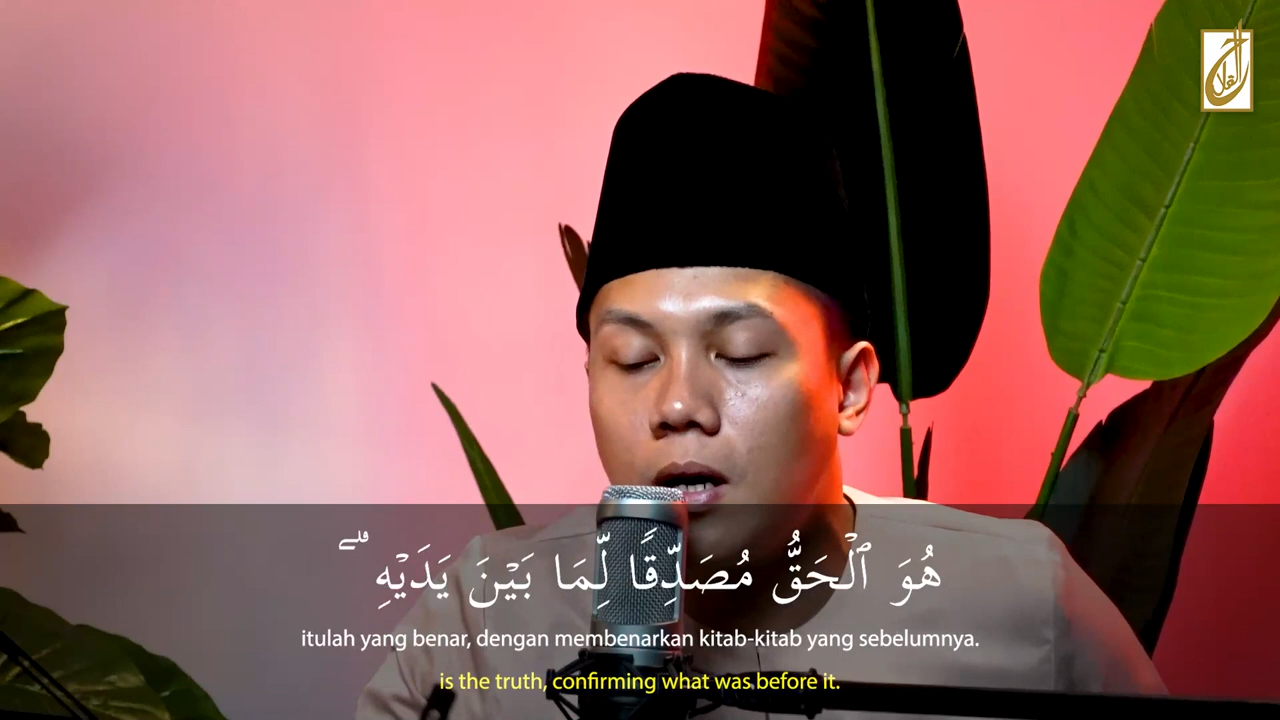 هُوَ ٱلْحَقُّ مُصَدِّقًا لِّمَا بَيْنَ يَدَيْهِ ۗ
itulah yang benar, dengan membenarkan kitab-kitab yang sebelumnya.
is the truth, confirming what was before it.